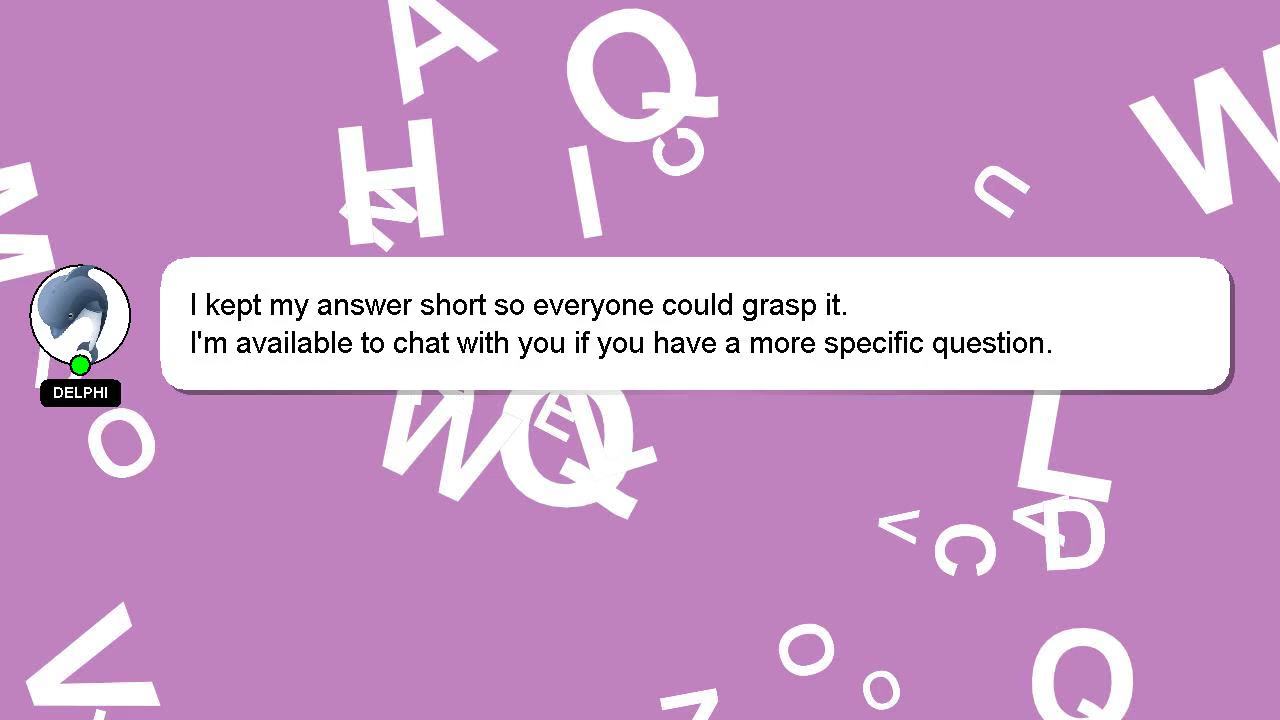 A
Q
W
H
I
C
U
M
I kept my answer short so everyone could grasp it.
I'm available to chat with you if you have a more specific question.
DELPHI
O
W
Q
E
L
V
C
A
D
V
O
O
Q